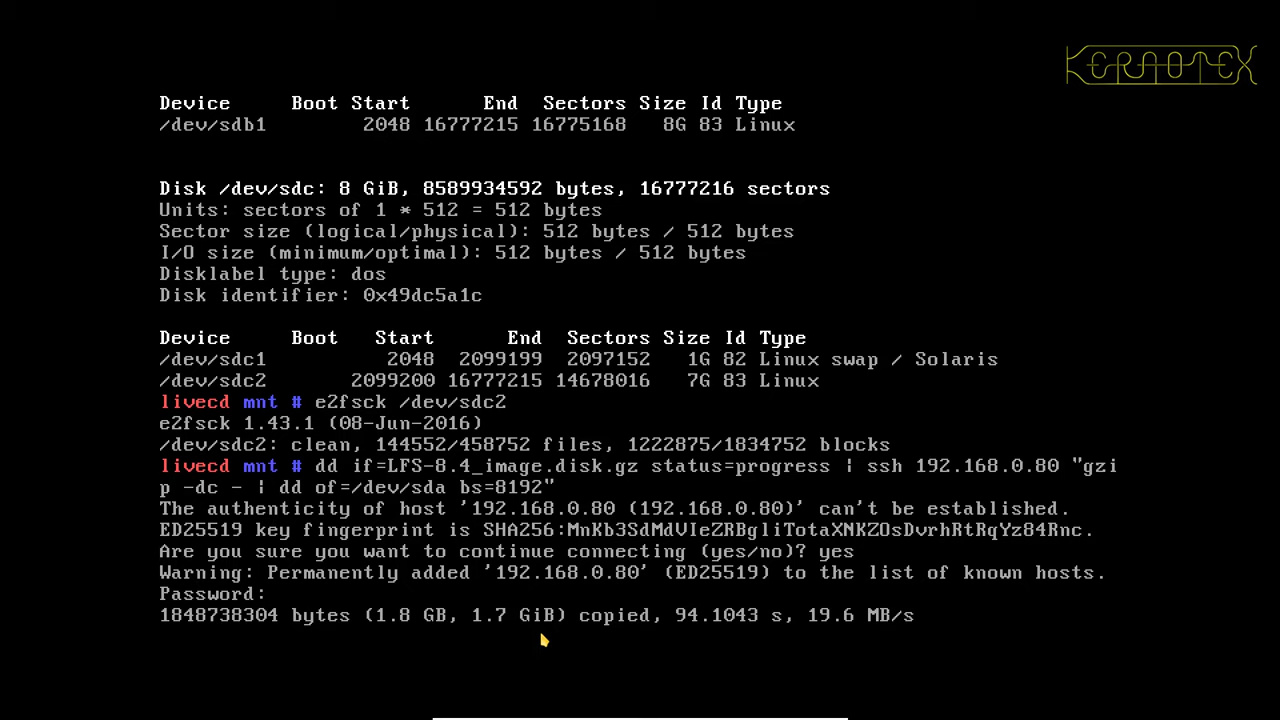 KERNOTEX
Device     Boot Start      End  Sectors Size Id Type
/dev/sdb1        2048 16777215 16775168   8G 83 Linux
Disk /dev/sdc: 8 GiB, 8589934592 bytes, 16777216 sectors
Units: sectors of 1 * 512 = 512 bytes
Sector size (logical/physical): 512 bytes / 512 bytes
I/O size (minimum/optimal): 512 bytes / 512 bytes
Disklabel type: dos
Disk identifier: 0x49dc5a1c
Device     Boot   Start      End  Sectors Size Id Type
/dev/sdc1          2048  2099199  2097152   1G 82 Linux swap / Solaris
/dev/sdc2       2099200 16777215 14678016   7G 83 Linux
livecd mnt # e2fsck /dev/sdc2
e2fsck 1.43.1 (08-Jun-2016)
/dev/sdc2: clean, 144552/458752 files, 1222875/1834752 blocks
livecd mnt # dd if=LFS-8.4_image.disk.gz status=progress | ssh 192.168.0.80 "gzi
p -dc - | dd of=/dev/sda bs=8192"
The authenticity of host '192.168.0.80 (192.168.0.80)' can't be established.
ED25519 key fingerprint is SHA256:MnKb3SdMdVIeZRBgliTotaXNKZOsDvrhRtRqYz84Rnc.
Are you sure you want to continue connecting (yes/no)? yes
Warning: Permanently added '192.168.0.80' (ED25519) to the list of known hosts.
Password:
1848738304 bytes (1.8 GB, 1.7 GiB) copied, 94.1043 s, 19.6 MB/s